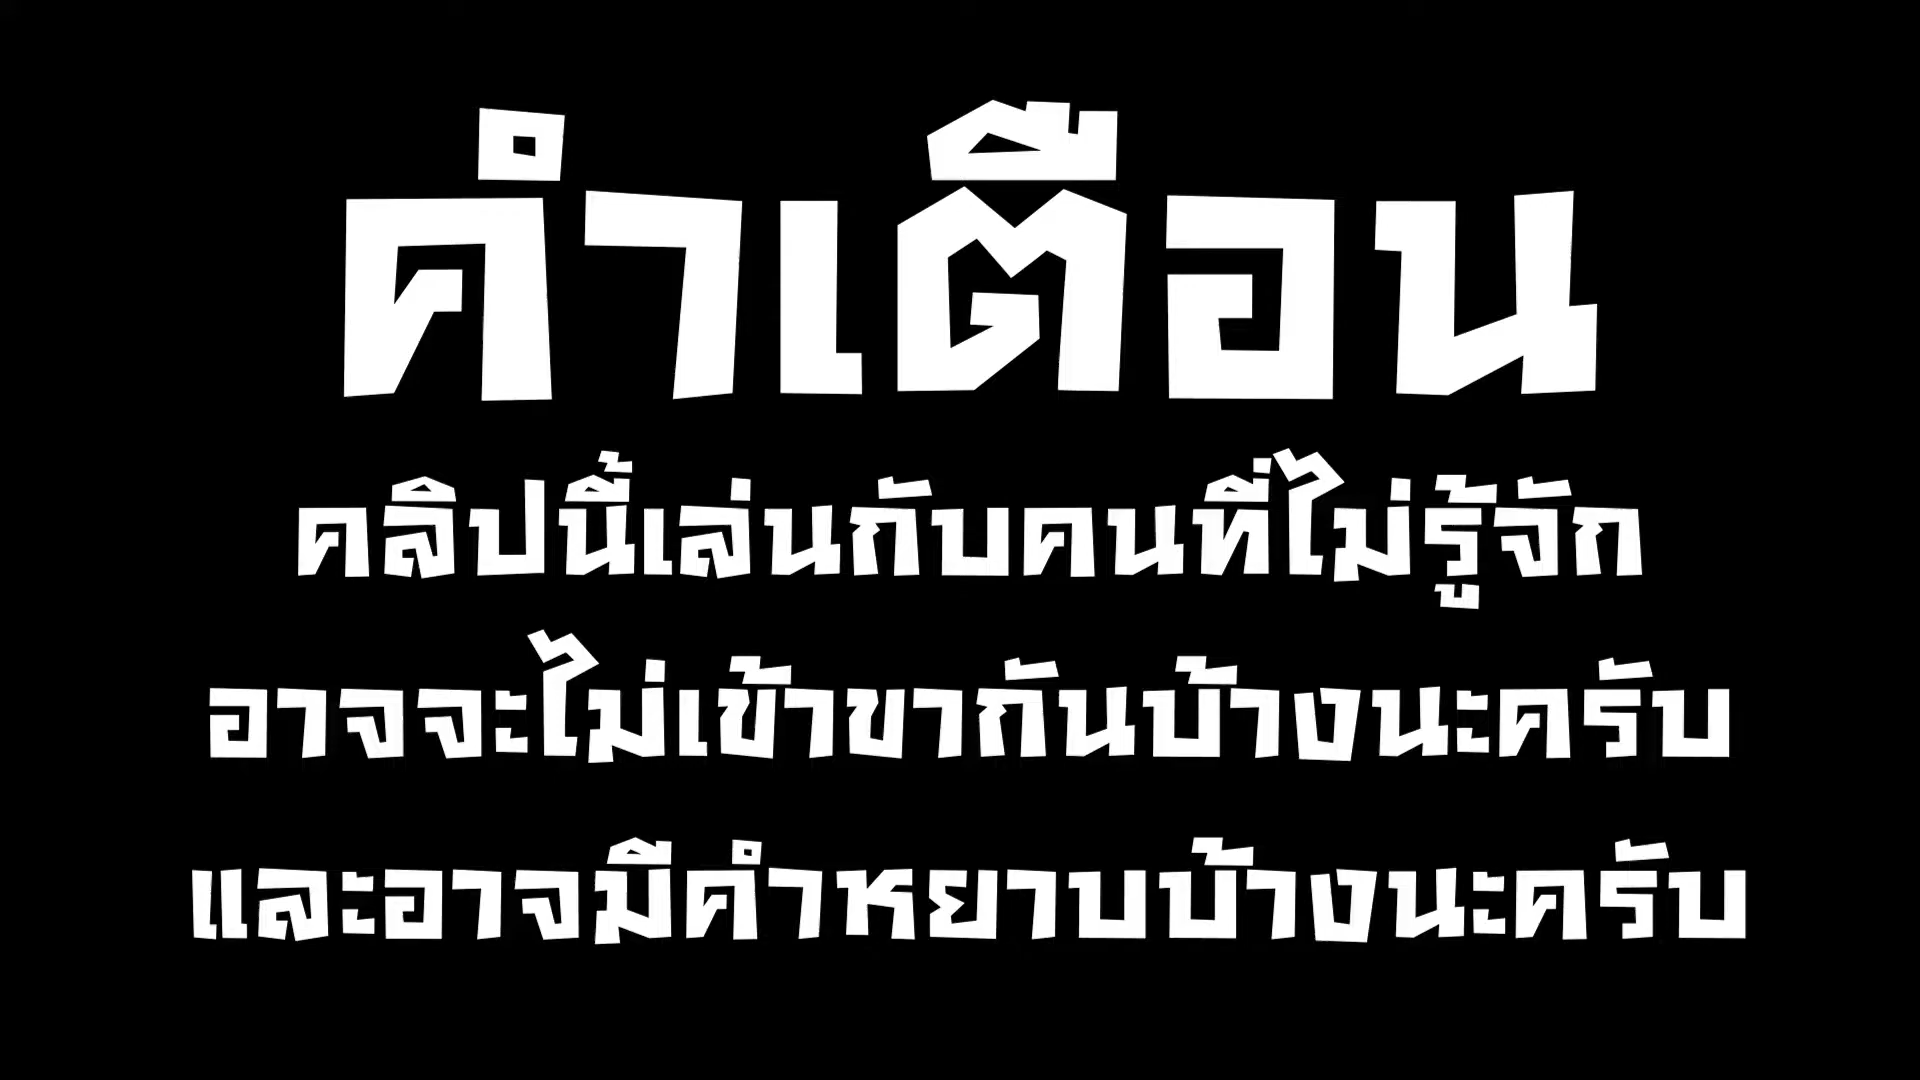 คำเตือน
คลิปนี้เล่นกับคนที่ไม่รู้จัก
อาจจะไม่เข้าขากันบ้างนะครับ
และอาจมีคำหยาบบ้างนะครับ